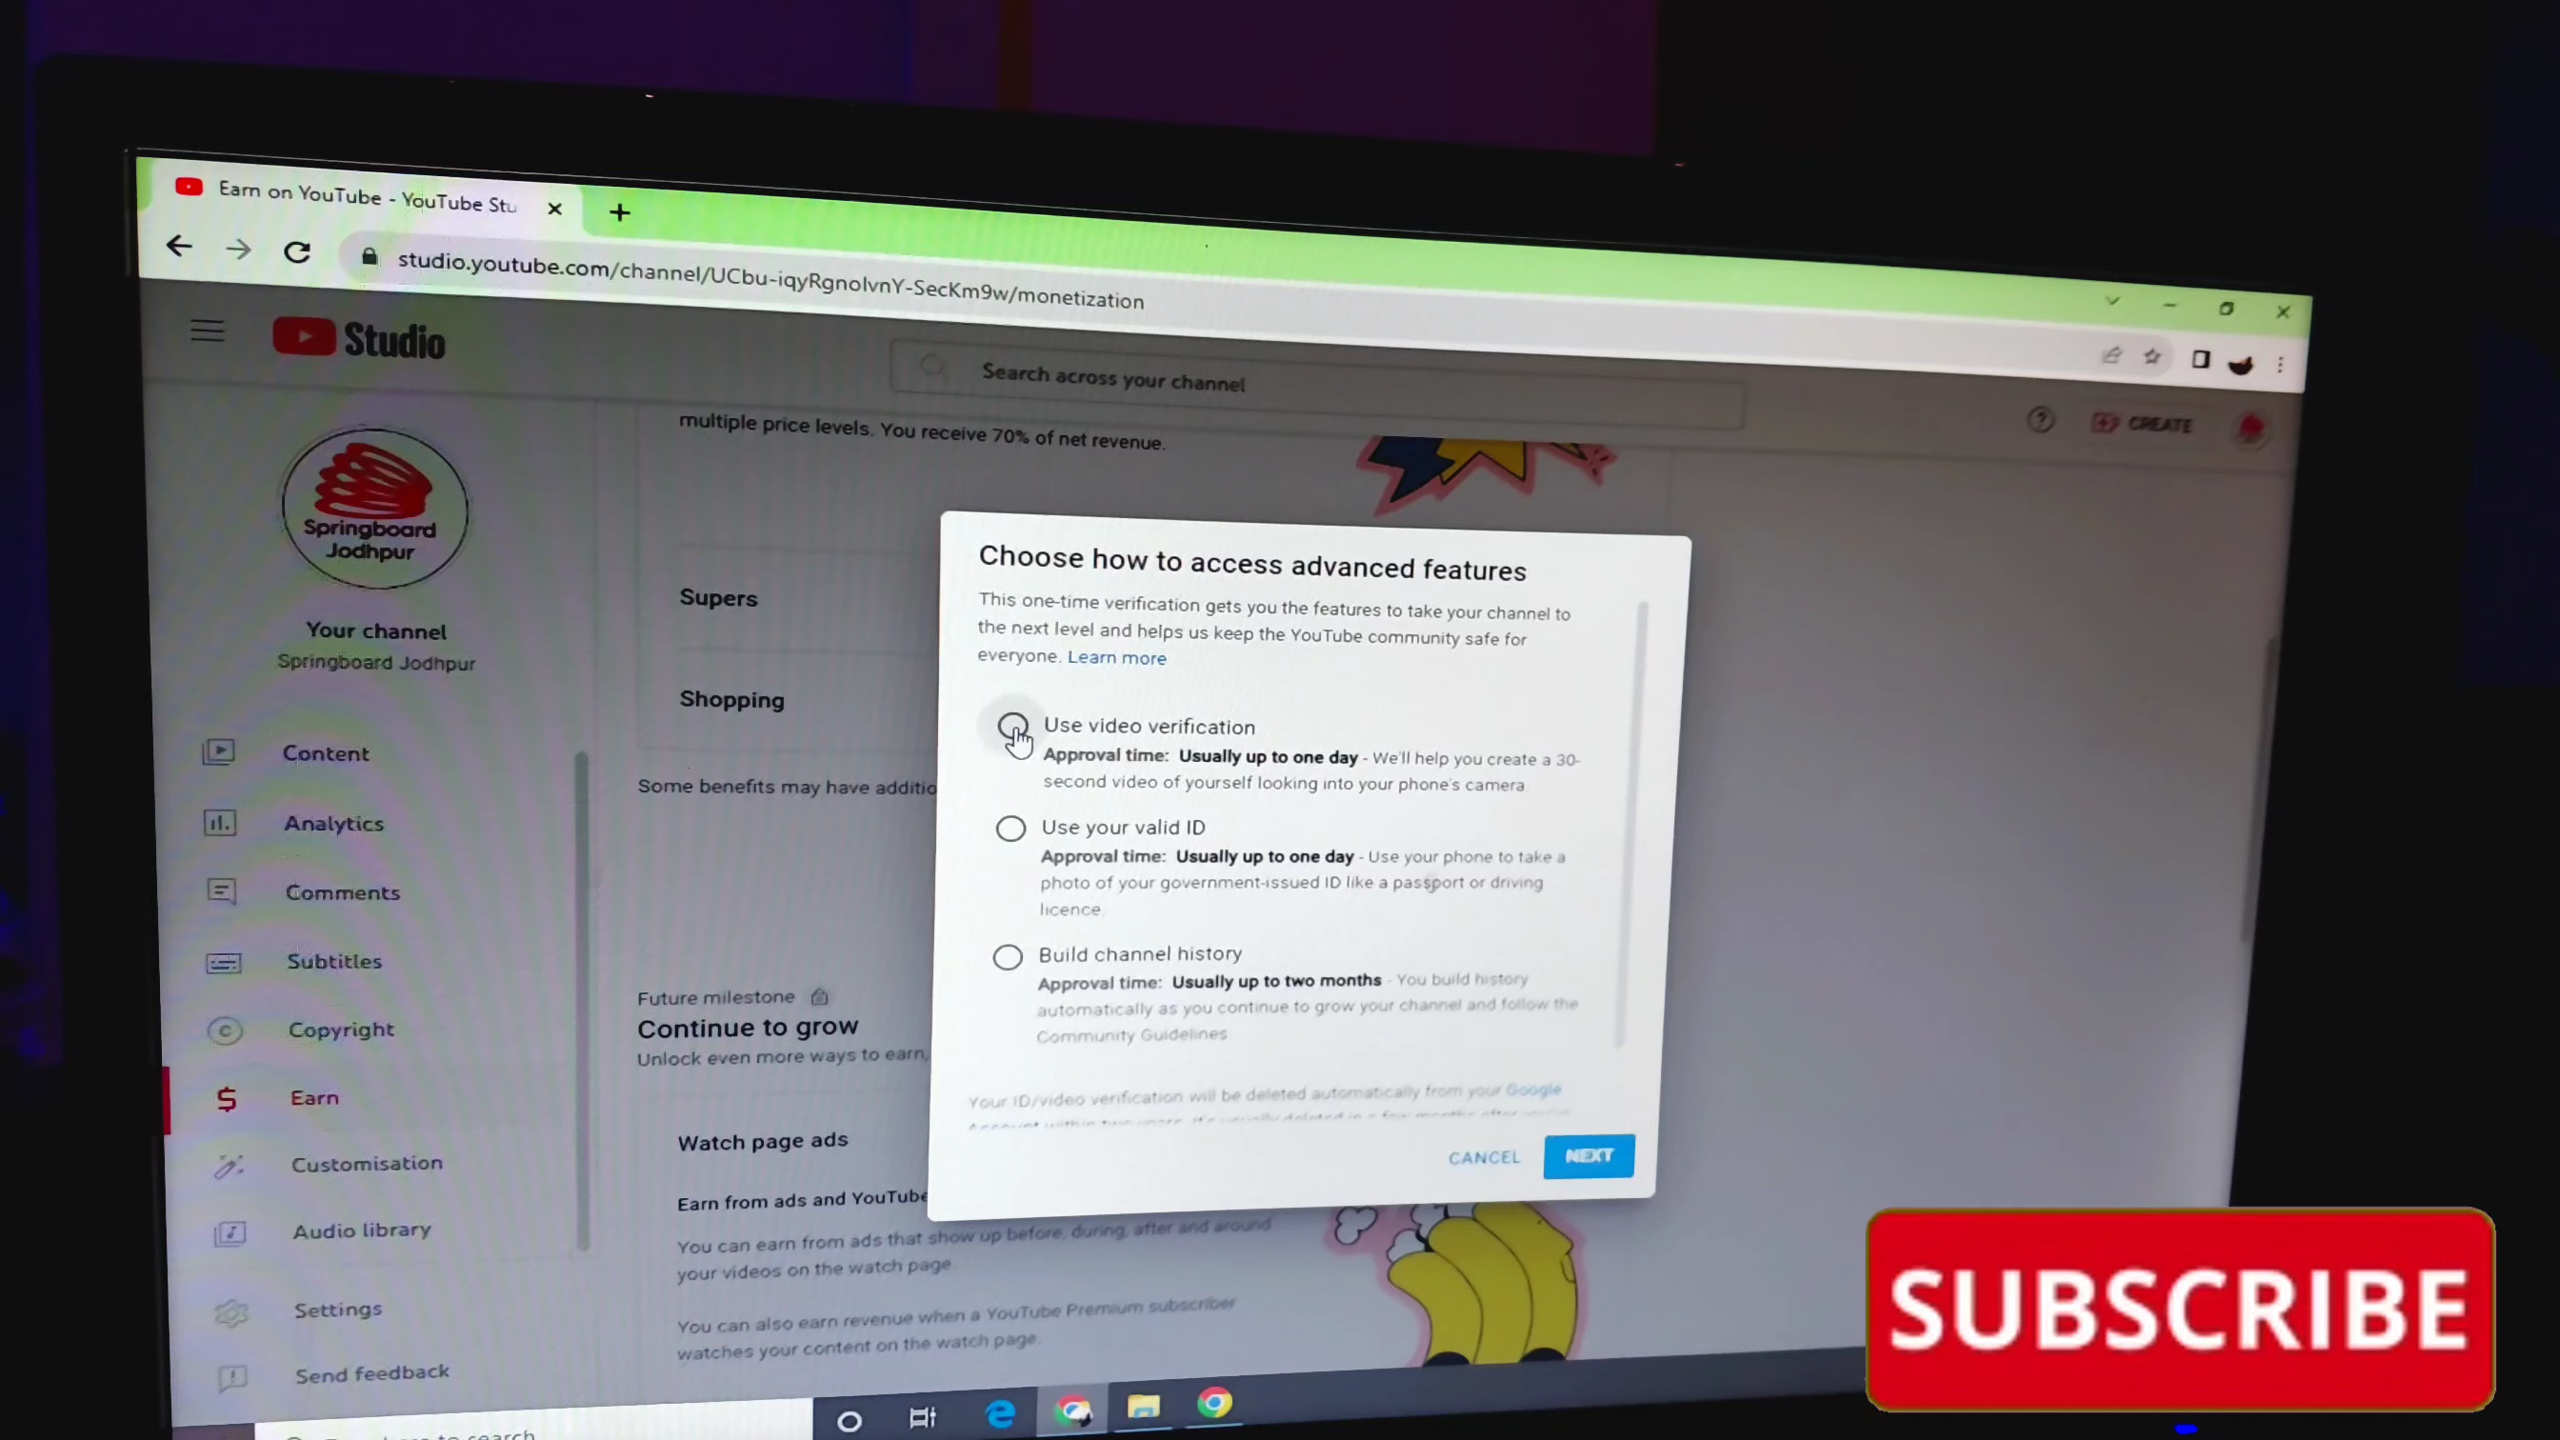 Earn on YouTube - YouTube Stu
studio.youtube.com/channel/UCbu-iqyRgnolvnY-SecKm9w/monetization
Studio
Search across your channel
CREATE
Springboard
Jodhpur
Your channel
Springboard Jodhpur
Content
Analytics
Comments
Subtitles
Copyright
Earn
Customisation
Audio library
Settings
Send feedback
multiple price levels. You receive 70% of net revenue.
Supers
Shopping
Some benefits may have additio
Future milestone
Continue to grow
Unlock even more ways to earn,
Watch page ads
Earn from ads and YouTube
You can earn from ads that show up before, during, after and around
your videos on the watch page.
You can also earn revenue when a YouTube Premium subscriber
watches your content on the watch page.
Choose how to access advanced features
This one-time verification gets you the features to take your channel to
the next level and helps us keep the YouTube community safe for
everyone. Learn more
Use video verification
Approval time: Usually up to one day - We'll help you create a 30-
second video of yourself looking into your phone's camera
Use your valid ID
Approval time: Usually up to one day - Use your phone to take a
photo of your government-issued ID like a passport or driving
licence
Build channel history
Approval time: Usually up to two months - You build history
automatically as you continue to grow your channel and follow the
Community Guidelines
Your ID/video verification will be deleted automatically from your Google
CANCEL
NEXT
SUBSCRIBE